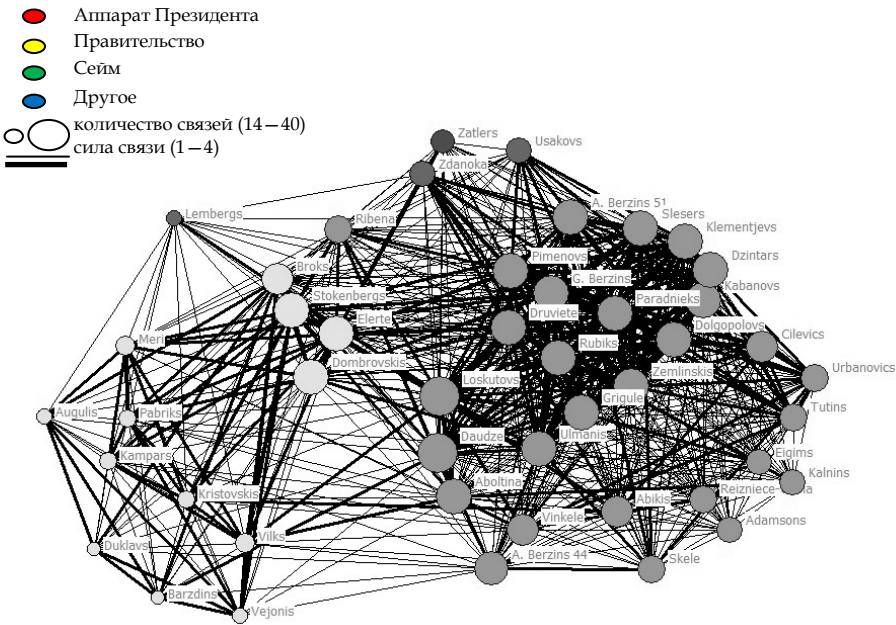 Аппарат Президента
Правительство
Сейм
Другое
количество связей (14—40)
сила связи (1—4)
Zatlers
Usakovs
Zdanoka
Lembergs
Ribena
A. Berzins 51
Slesers
Klementjevs
Broks
Pimenovs
Dzintars
Stokenbergs
G. Berzins
Kabanovs
Elerte
Druviete
Paradnieks
Meri
Rubiks
Dolgopolovs
Cilevics
Dombrovskis
Loskutovs
Zemlinskis
Urbanovics
Augulis
Pabriks
Grigule
Tutins
Daudze
Ulmanis
Kampars
Eigims
Aboltina
Kalnins
Kristovskis
Abikis
Reizniece-
Vinkele
Adamsons
Vilks
Duklavs
A. Berzins 44
Skele
Barzdins
Vejonis